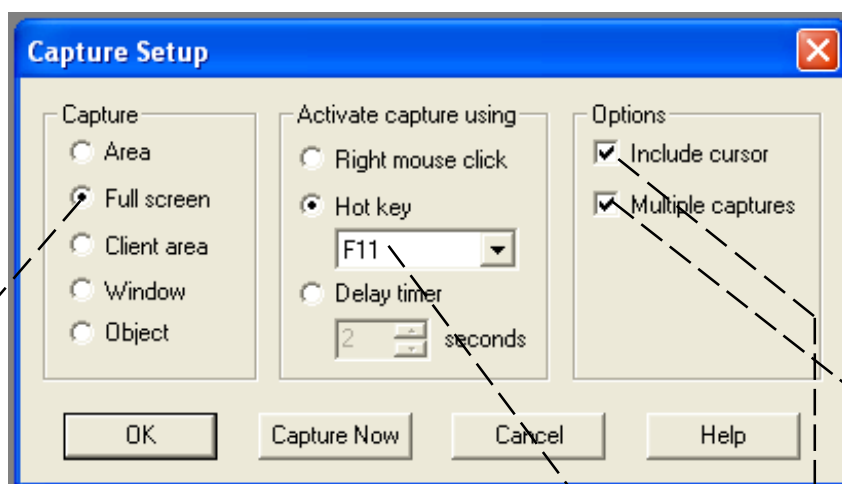 Capture Setup
Capture
Area
Full screen
Client area
Window
Object
Activate capture using
Right mouse click
Hot key
F11
Delay timer
2 seconds
Options
Include cursor
Multiple captures
OK
Capture Now
Cancel
Help